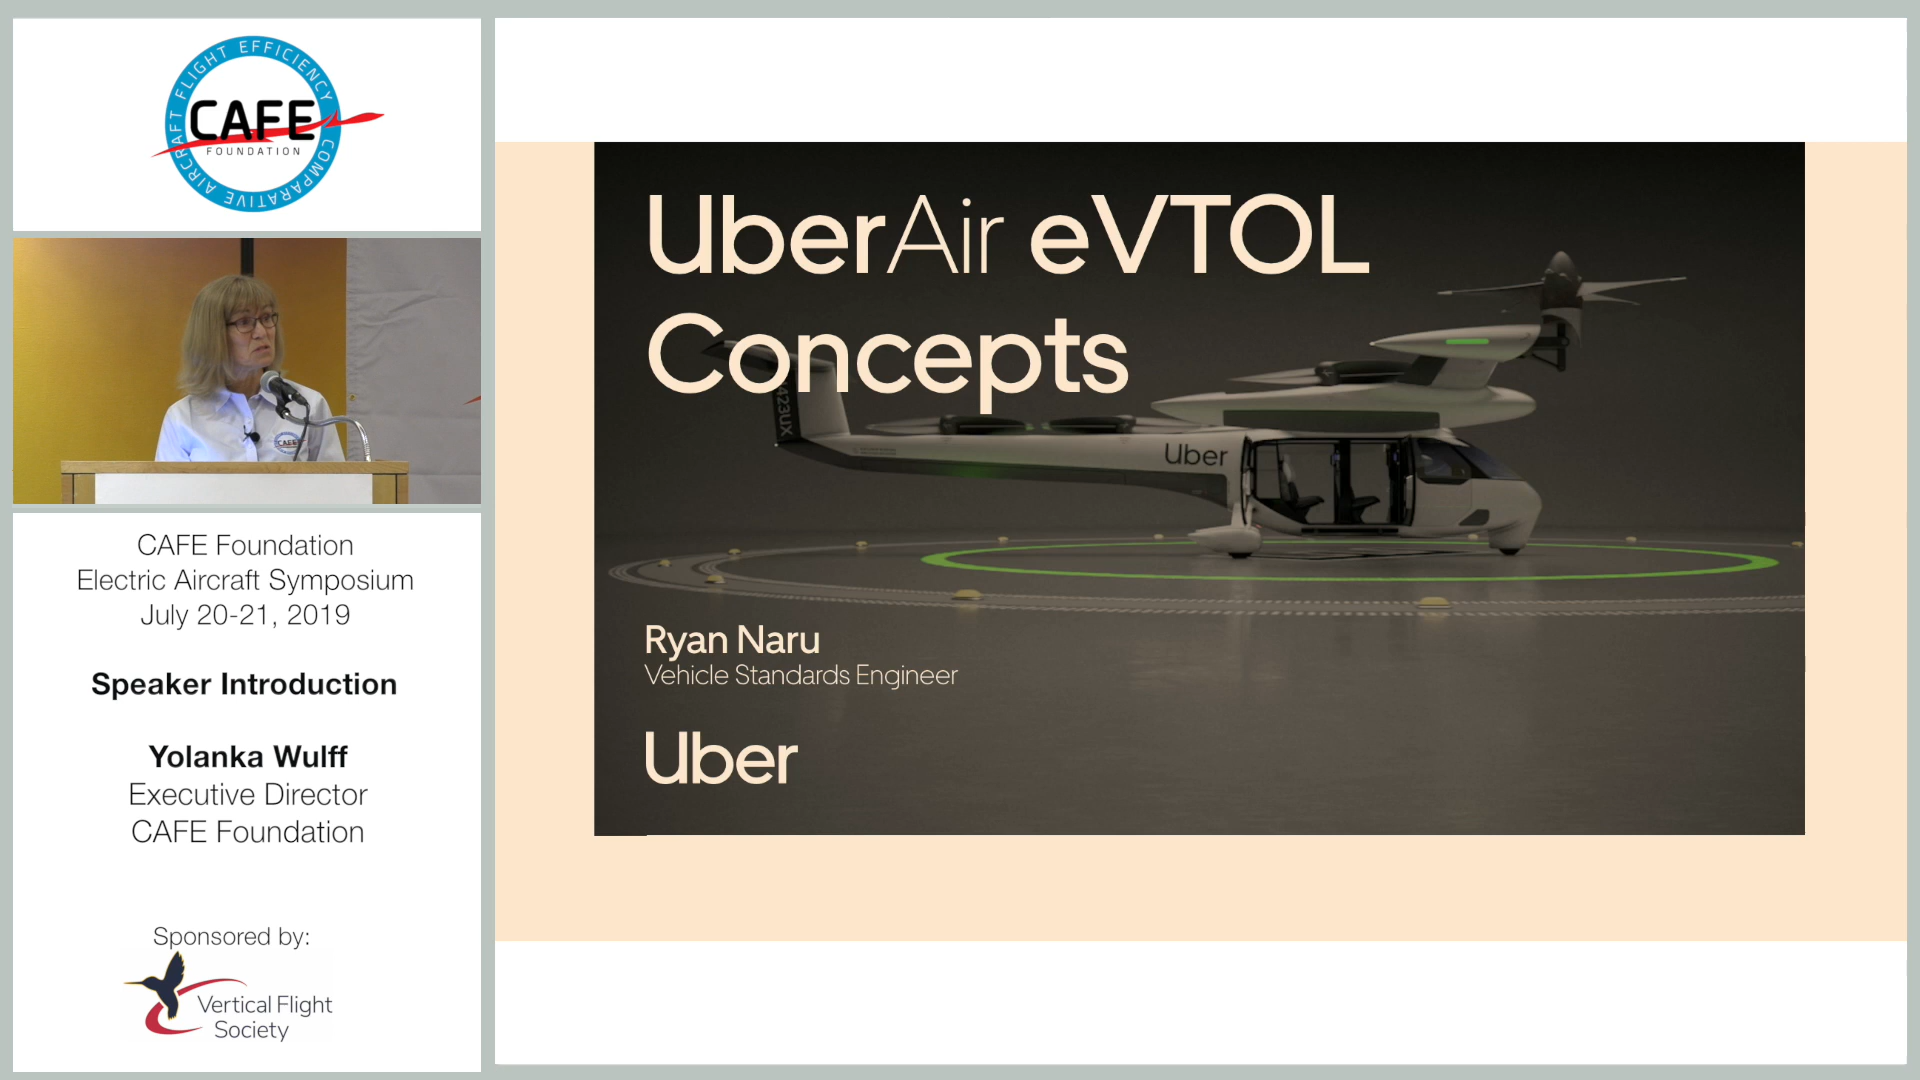 AIRCRAFT FLIGHT EFFICIENCY COMPARATIVE
CAFE
FOUNDATION
CAFE
CAFE Foundation
Electric Aircraft Symposium
July 20-21, 2019
Speaker Introduction
Yolanka Wulff
Executive Director
CAFE Foundation
Sponsored by:
Vertical Flight
Society
UberAir eVTOL
Concepts
423UX
Uber
Ryan Naru
Vehicle Standards Engineer
Uber